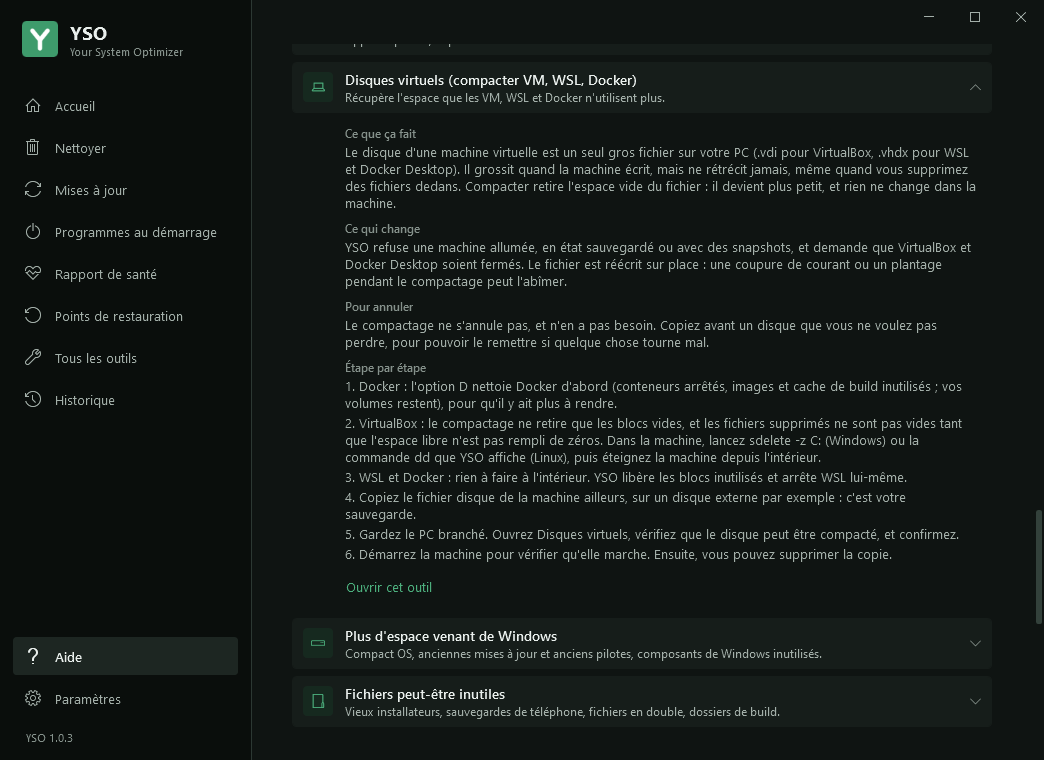 YSO
Your System Optimizer
Accueil
Nettoyer
Mises à jour
Programmes au démarrage
Rapport de santé
Points de restauration
Tous les outils
Historique
Aide
Paramètres
YSO 1.0.3
Disques virtuels (compacter VM, WSL, Docker)
Récupère l'espace que les VM, WSL et Docker n'utilisent plus.
Ce que ça fait
Le disque d'une machine virtuelle est un seul gros fichier sur votre PC (.vdi pour VirtualBox, .vhdx pour WSL
et Docker Desktop). Il grossit quand la machine écrit, mais ne rétrécit jamais, même quand vous supprimez
des fichiers dedans. Compacter retire l'espace vide du fichier : il devient plus petit, et rien ne change dans la
machine.
Ce qui change
YSO refuse une machine allumée, en état sauvegardé ou avec des snapshots, et demande que VirtualBox et
Docker Desktop soient fermés. Le fichier est réécrit sur place : une coupure de courant ou un plantage
pendant le compactage peut l'abîmer.
Pour annuler
Le compactage ne s'annule pas, et n'en a pas besoin. Copiez avant un disque que vous ne voulez pas
perdre, pour pouvoir le remettre si quelque chose tourne mal.
Étape par étape
1. Docker : l'option D nettoie Docker d'abord (conteneurs arrêtés, images et cache de build inutilisés ; vos
volumes restent), pour qu'il y ait plus à rendre.
2. VirtualBox : le compactage ne retire que les blocs vides, et les fichiers supprimés ne sont pas vides tant
que l'espace libre n'est pas rempli de zéros. Dans la machine, lancez sdelete -z C: (Windows) ou la
commande dd que YSO affiche (Linux), puis éteignez la machine depuis l'intérieur.
3. WSL et Docker : rien à faire à l'intérieur. YSO libère les blocs inutilisés et arrête WSL lui-même.
4. Copiez le fichier disque de la machine ailleurs, sur un disque externe par exemple : c'est votre
sauvegarde.
5. Gardez le PC branché. Ouvrez Disques virtuels, vérifiez que le disque peut être compacté, et confirmez.
6. Démarrez la machine pour vérifier qu'elle marche. Ensuite, vous pouvez supprimer la copie.
Ouvrir cet outil
Plus d'espace venant de Windows
Compact OS, anciennes mises à jour et anciens pilotes, composants de Windows inutilisés.
Fichiers peut-être inutiles
Vieux installateurs, sauvegardes de téléphone, fichiers en double, dossiers de build.